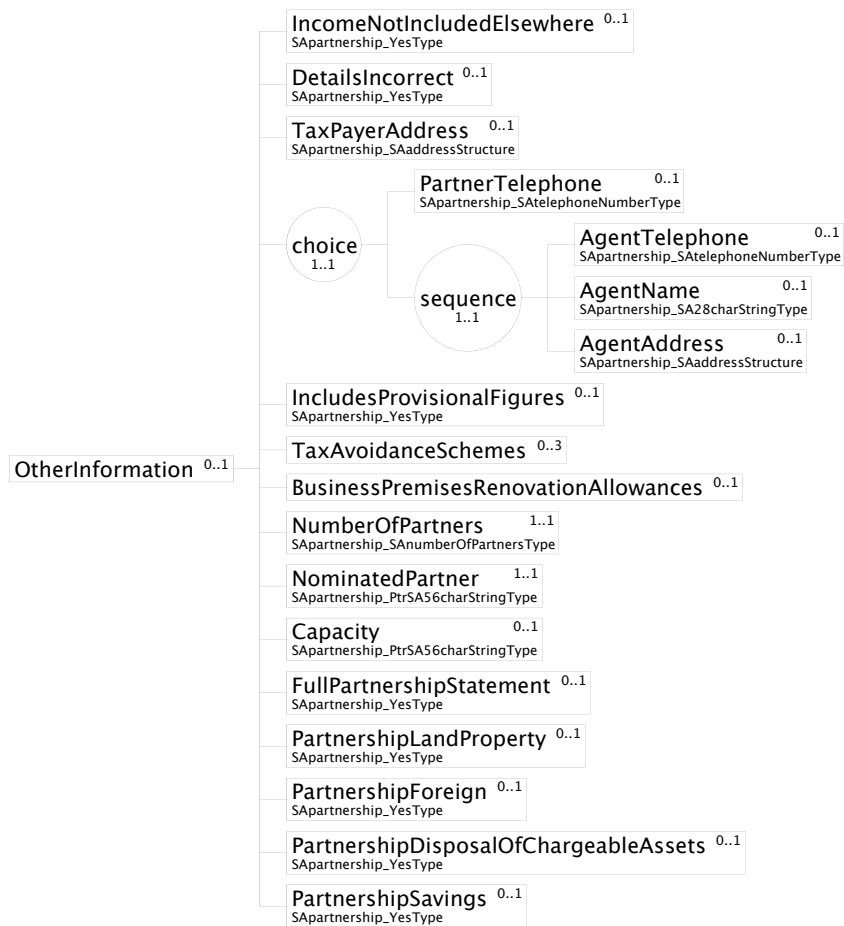 IncomeNotIncludedElsewhere 0..1
SApartnership_YesType
DetailsIncorrect 0..1
SApartnership_YesType
TaxPayerAddress 0..1
SApartnership_SAaddressStructure
PartnerTelephone 0..1
SApartnership_SAtelephoneNumberType
choice
1..1
AgentTelephone 0..1
SApartnership_SAtelephoneNumberType
sequence
1..1
AgentName 0..1
SApartnership_SA28charStringType
AgentAddress 0..1
SApartnership_SAaddressStructure
IncludesProvisionalFigures 0..1
SApartnership_YesType
OtherInformation 0..1
TaxAvoidanceSchemes 0..3
BusinessPremisesRenovationAllowances 0..1
NumberOfPartners 1..1
SApartnership_SAnumberOfPartnersType
NominatedPartner 1..1
SApartnership_PtrSA56charStringType
Capacity 0..1
SApartnership_PtrSA56charStringType
FullPartnershipStatement 0..1
SApartnership_YesType
PartnershipLandProperty 0..1
SApartnership_YesType
PartnershipForeign 0..1
SApartnership_YesType
PartnershipDisposalOfChargeableAssets 0..1
SApartnership_YesType
PartnershipSavings 0..1
SApartnership_YesType